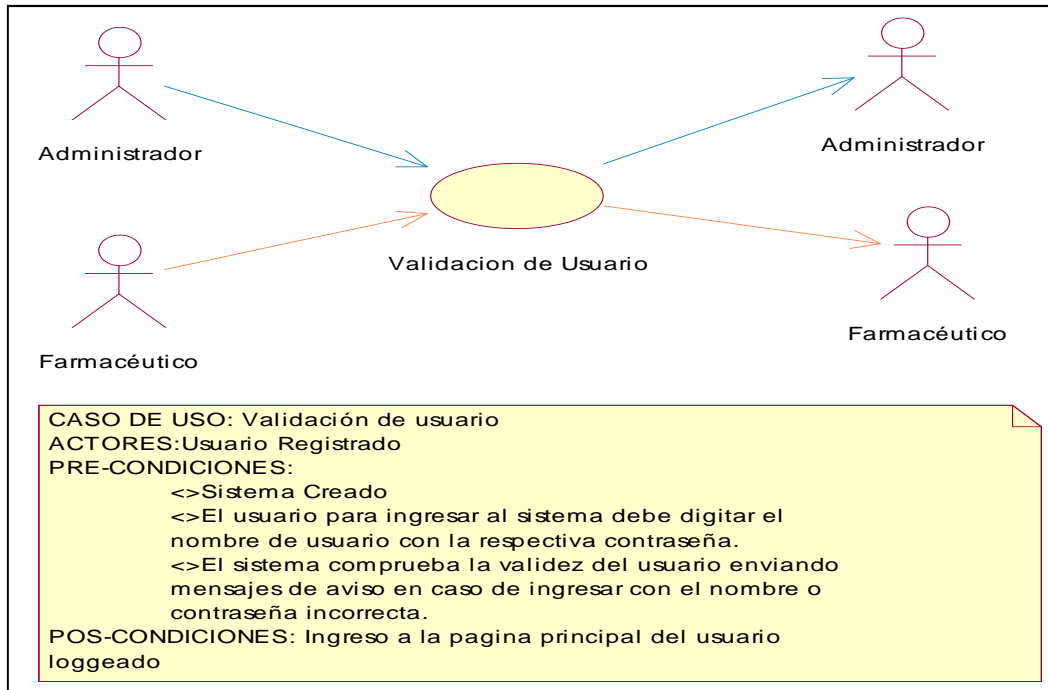 Administrador
Administrador
Validacion de Usuario
Farmacéutico
Farmacéutico
CASO DE USO: Validación de usuario
ACTORES:Usuario Registrado
PRE-CONDICIONES:
<>Sistema Creado
<>El usuario para ingresar al sistema debe digitar el
nombre de usuario con la respectiva contraseña.
<>El sistema comprueba la validez del usuario enviando
mensajes de aviso en caso de ingresar con el nombre o
contraseña incorrecta.
POS-CONDICIONES: Ingreso a la pagina principal del usuario
loggeado